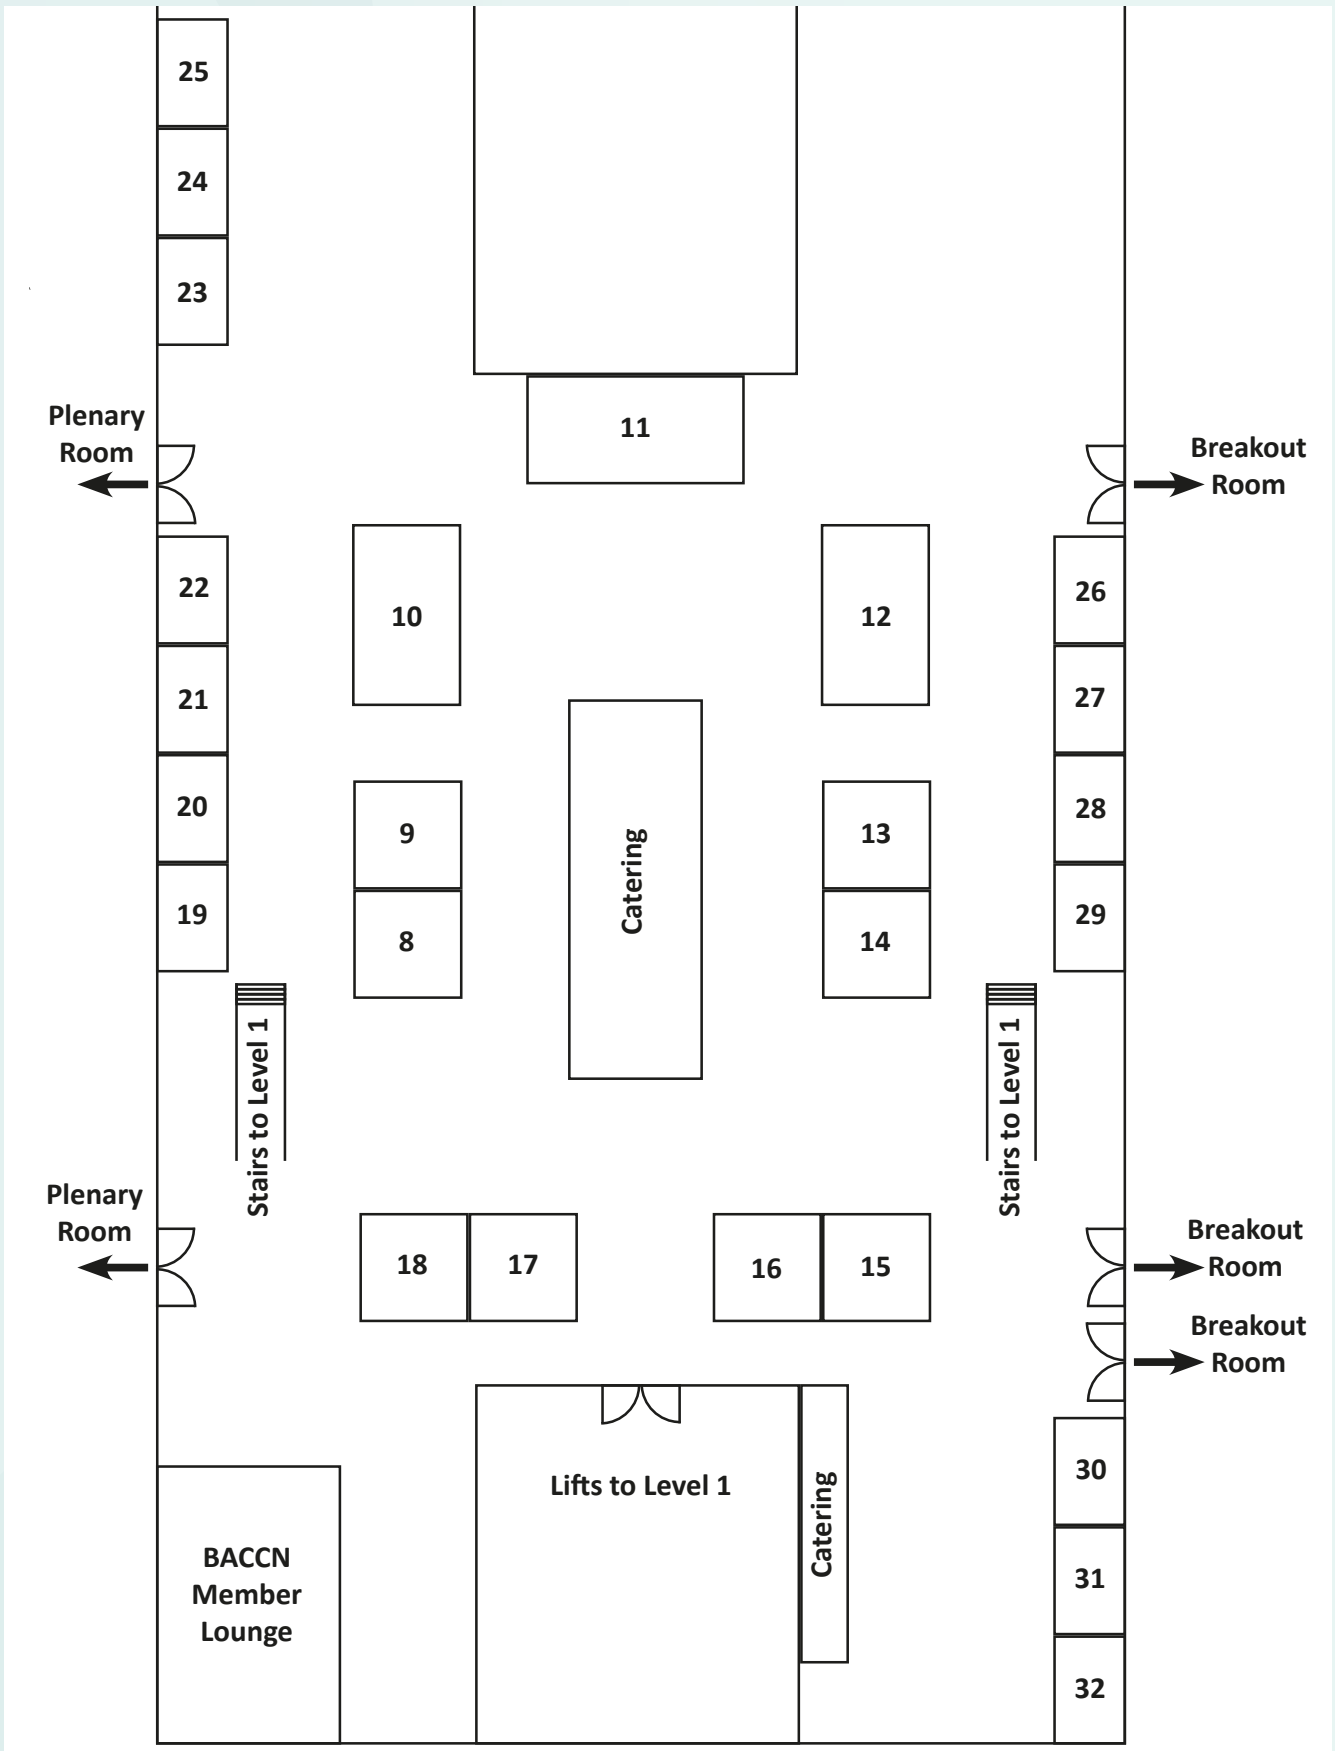 25
24
23
11
Plenary
Room
Breakout
Room
22
10
12
26
21
27
20
9
Catering
13
28
19
8
14
29
Stairs to Level 1
Stairs to Level 1
Plenary
Room
18
17
16
15
Breakout
Room
Breakout
Room
Lifts to Level 1
Catering
30
BACCN
Member
Lounge
31
32